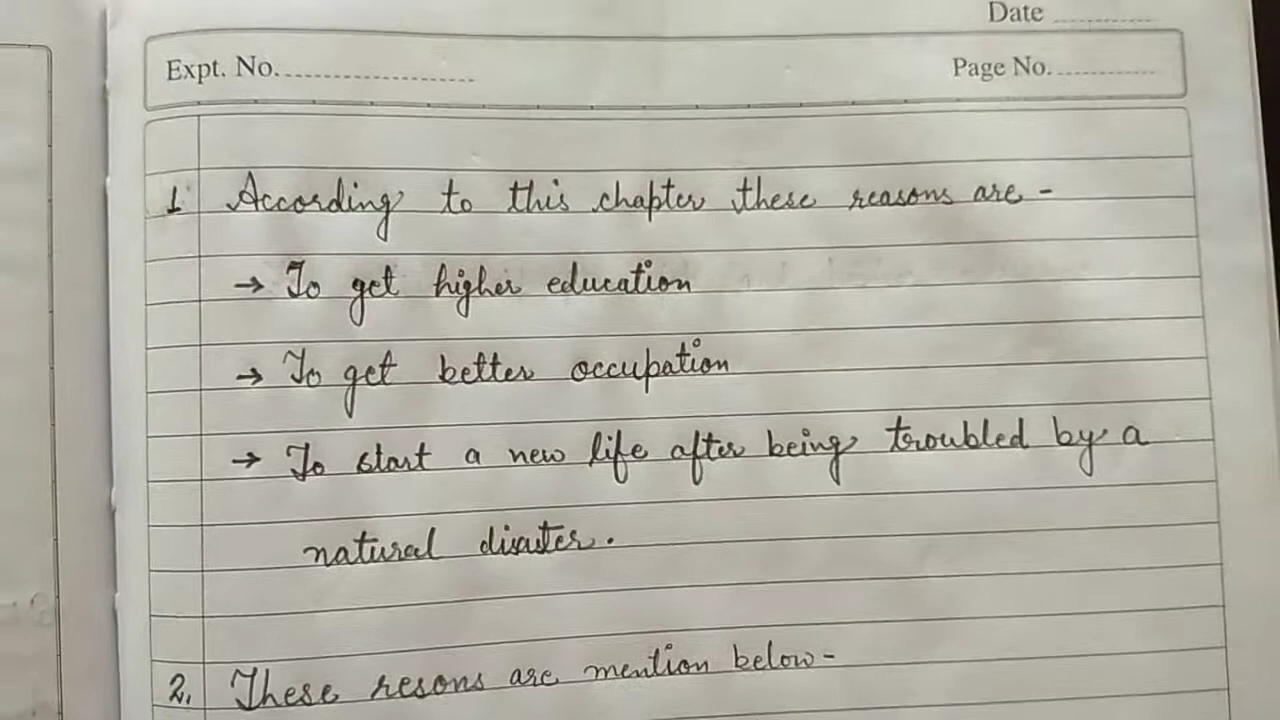 Date ............
Expt. No. ........................ Page No. ............
1. According to this chapter these reasons are -
→ To get higher education
→ To get better occupation
→ To start a new life after being troubled by a
natural disater.
2. These resons are mention below -